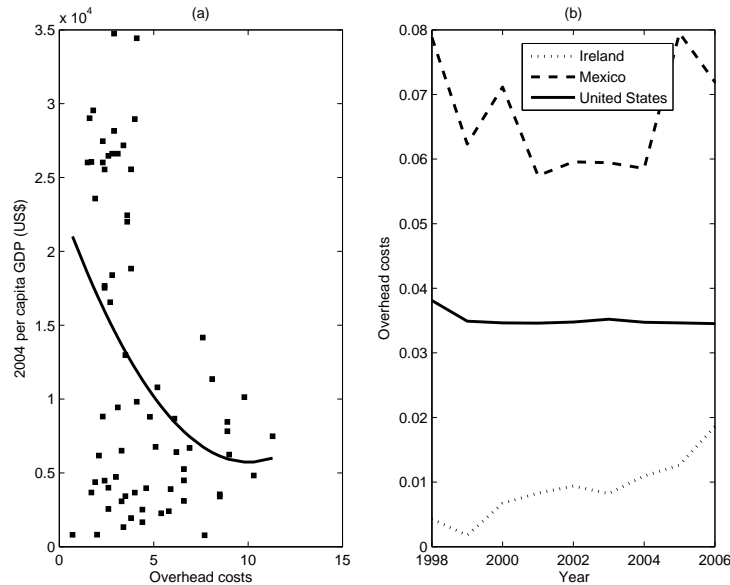 (a)
x 10^4
3.5
3
2.5
2
1.5
1
0.5
0
0
5
10
15
2004 per capita GDP (US$)
Overhead costs
(b)
0.08
0.07
0.06
0.05
0.04
0.03
0.02
0.01
0
1998
2000
2002
2004
2006
Overhead costs
Year
Ireland
Mexico
United States